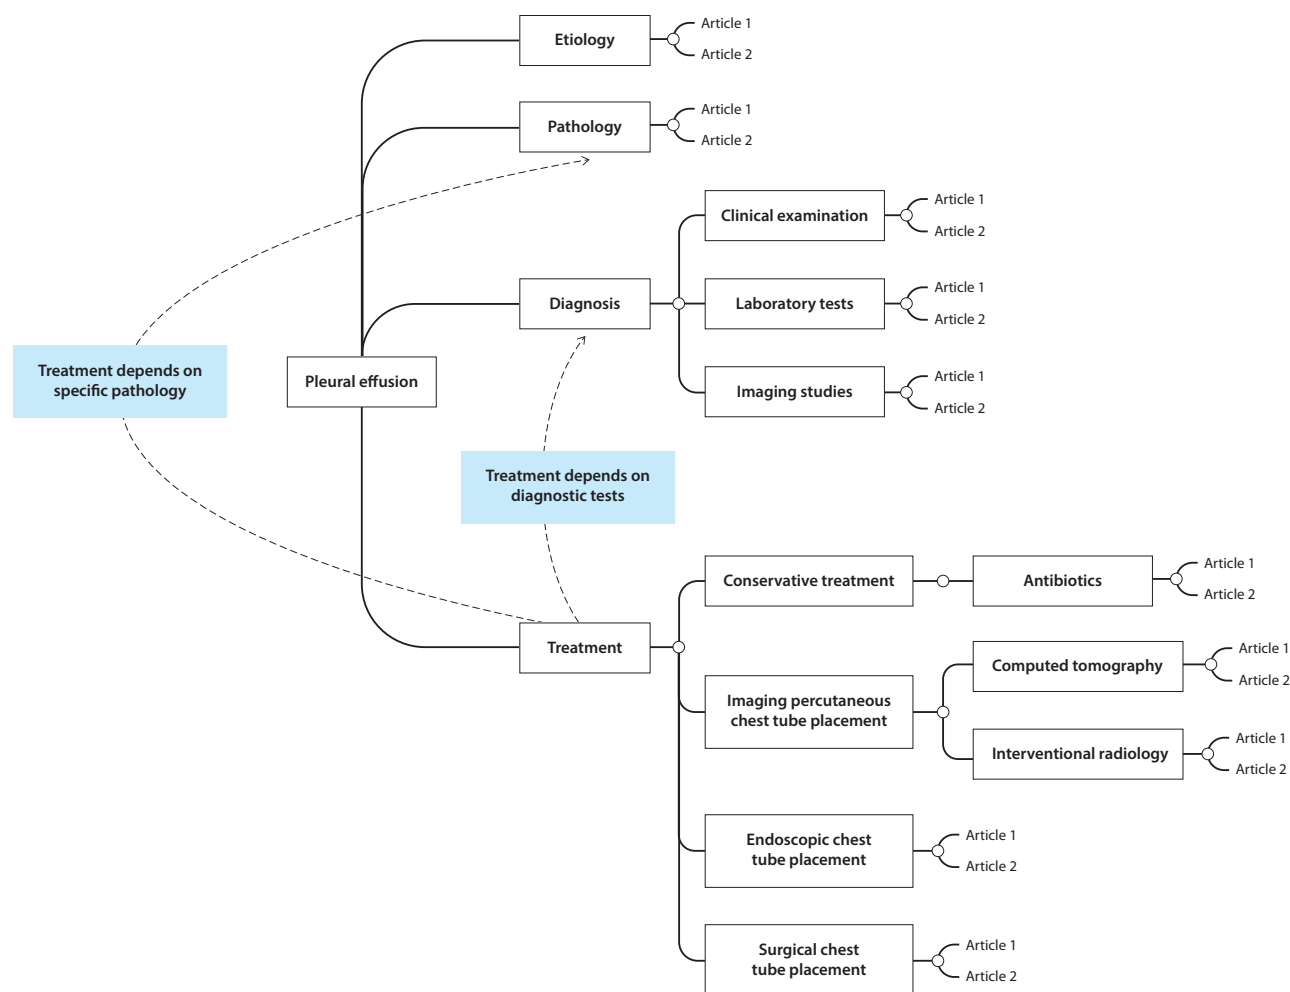 Etiology
Article 1
Article 2
Pathology
Article 1
Article 2
Clinical examination
Article 1
Article 2
Diagnosis
Laboratory tests
Article 1
Article 2
Imaging studies
Article 1
Article 2
Treatment depends on
specific pathology
Pleural effusion
Treatment depends on
diagnostic tests
Treatment
Conservative treatment
Antibiotics
Article 1
Article 2
Imaging percutaneous
chest tube placement
Computed tomography
Article 1
Article 2
Interventional radiology
Article 1
Article 2
Endoscopic chest
tube placement
Article 1
Article 2
Surgical chest
tube placement
Article 1
Article 2